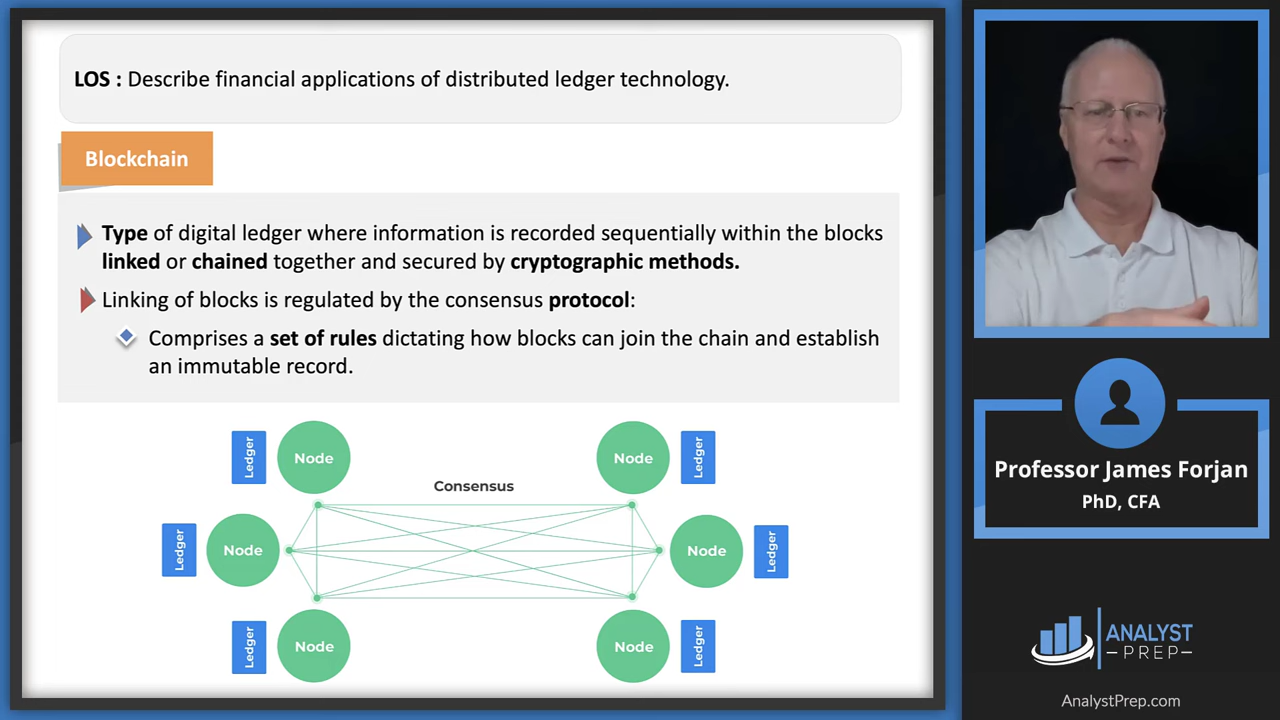 LOS : Describe financial applications of distributed ledger technology.
Blockchain
Type of digital ledger where information is recorded sequentially within the blocks
linked or chained together and secured by cryptographic methods.
Linking of blocks is regulated by the consensus protocol:
Comprises a set of rules dictating how blocks can join the chain and establish
an immutable record.
Ledger
Node
Node
Ledger
Consensus
Ledger
Node
Node
Ledger
Ledger
Node
Node
Ledger
Professor James Forjan
PhD, CFA
ANALYST
PREP
AnalystPrep.com